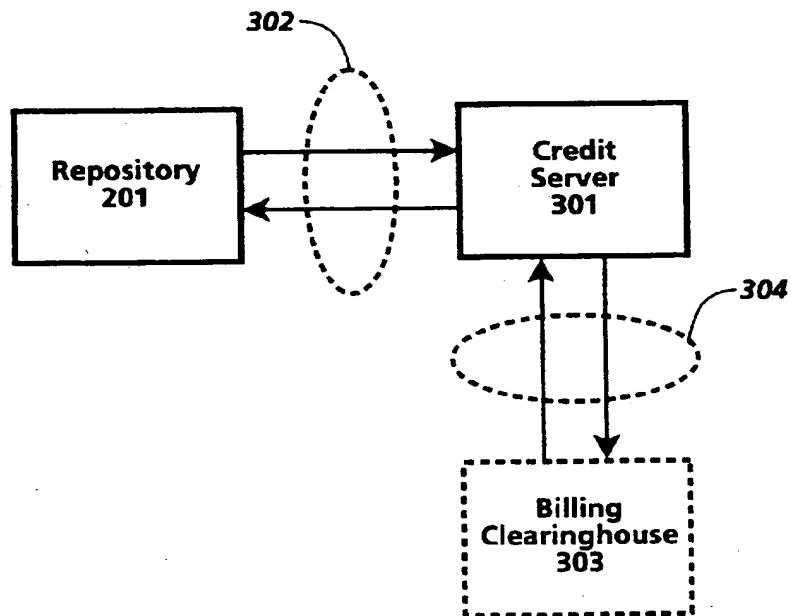 302
Repository
201
Credit
Server
301
304
Billing
Clearinghouse
303